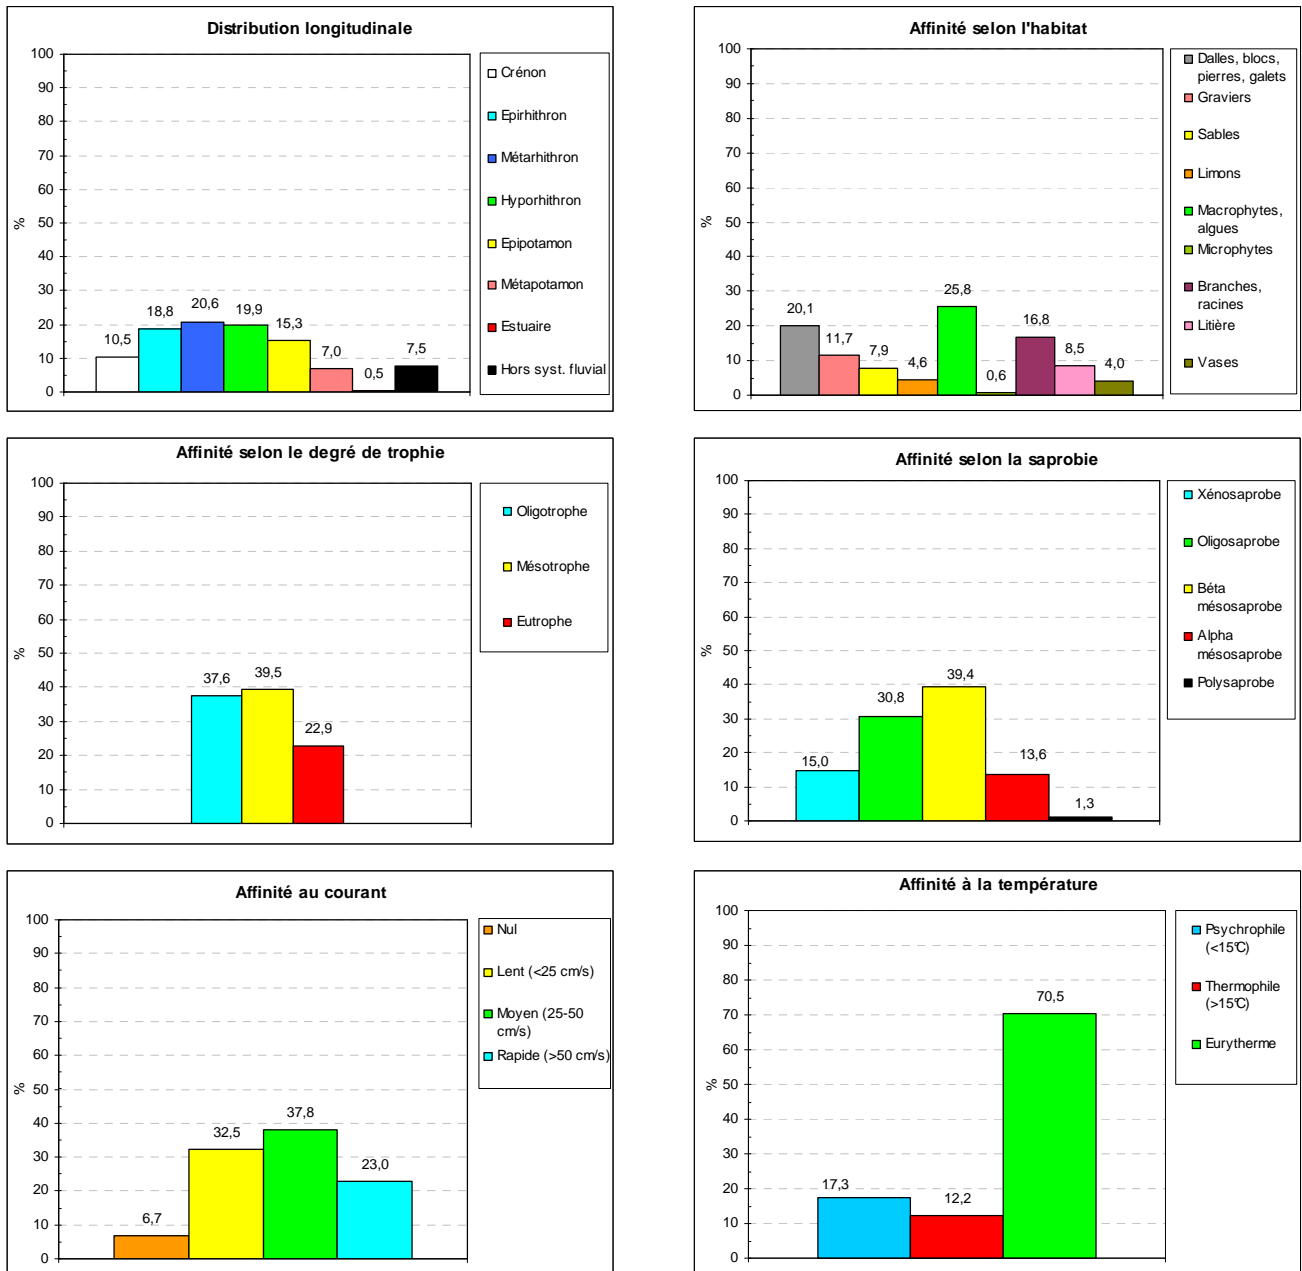 Distribution longitudinale
100
90
80
70
60
50
40
30
20
10
0
%
10,5
18,8
20,6
19,9
15,3
7,0
0,5
7,5
Crénon
Epirhithron
Métarhithron
Hyporhithron
Epipotamon
Métapotamon
Estuaire
Hors syst. fluvial
Affinité selon l'habitat
100
90
80
70
60
50
40
30
20
10
0
%
20,1
11,7
7,9
4,6
25,8
0,6
16,8
8,5
4,0
Dalles, blocs,
pierres, galets
Graviers
Sables
Limons
Macrophytes,
algues
Microphytes
Branches,
racines
Litière
Vases
Affinité selon le degré de trophie
100
90
80
70
60
50
40
30
20
10
0
%
37,6
39,5
22,9
Oligotrophe
Mésotrophe
Eutrophe
Affinité selon la saprobie
100
90
80
70
60
50
40
30
20
10
0
%
15,0
30,8
39,4
13,6
1,3
Xénosaprobe
Oligosaprobe
Béta
mésosaprobe
Alpha
mésosaprobe
Polysaprobe
Affinité au courant
100
90
80
70
60
50
40
30
20
10
0
%
6,7
32,5
37,8
23,0
Nul
Lent (<25 cm/s)
Moyen (25-50
cm/s)
Rapide (>50 cm/s)
Affinité à la température
100
90
80
70
60
50
40
30
20
10
0
%
17,3
12,2
70,5
Psychrophile
(<15°C)
Thermophile
(>15°C)
Eurytherme